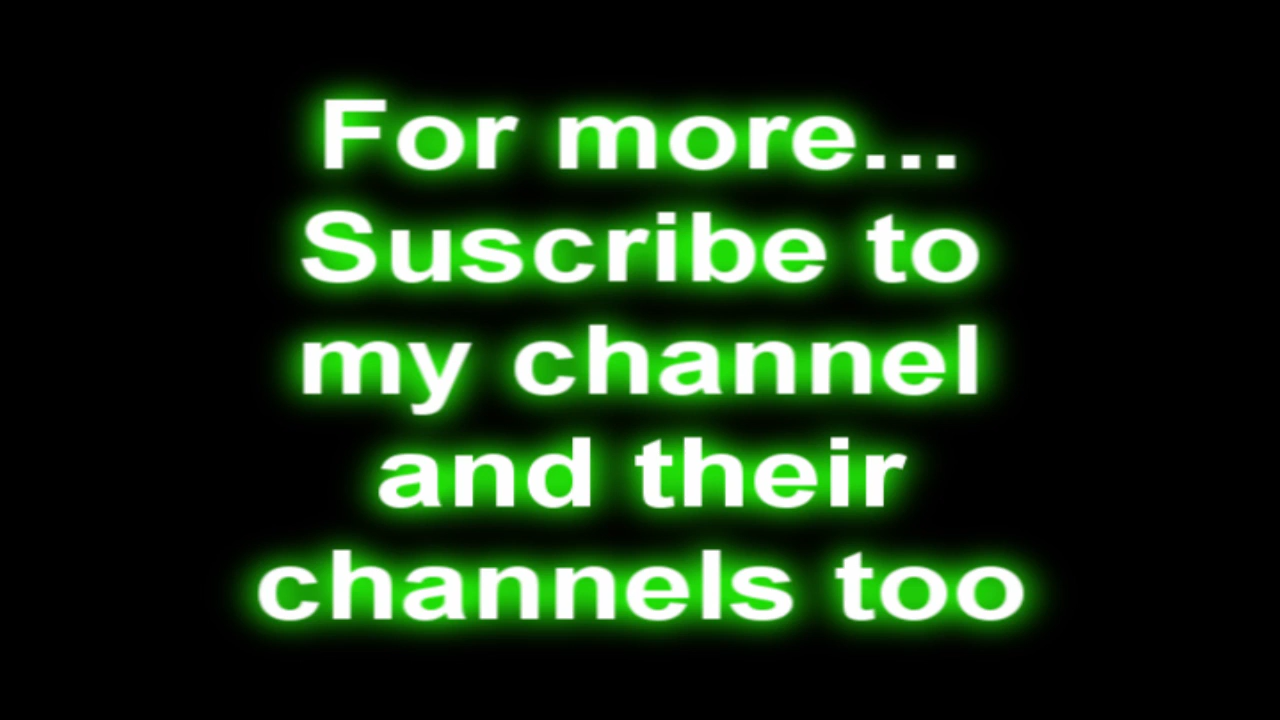 For more...
Suscribe to
my channel
and their
channels too